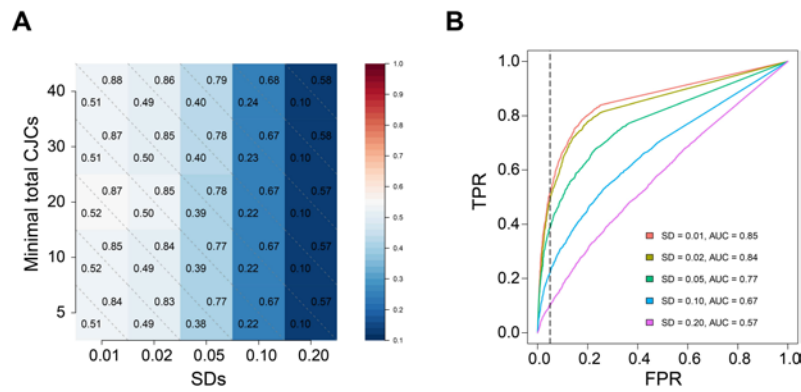 A
Minimal total CJCs
40
30
20
10
5
0.88 0.86 0.79 0.68 0.58
0.51 0.49 0.40 0.24 0.10
0.87 0.85 0.78 0.67 0.58
0.51 0.50 0.40 0.23 0.10
0.87 0.85 0.78 0.67 0.57
0.52 0.50 0.39 0.22 0.10
0.85 0.84 0.77 0.67 0.57
0.52 0.49 0.39 0.22 0.10
0.84 0.83 0.77 0.67 0.57
0.51 0.49 0.38 0.22 0.10
0.01 0.02 0.05 0.10 0.20
SDs
1.0
0.9
0.8
0.7
0.6
0.5
0.4
0.3
0.2
0.1
B
TPR
1.0
0.8
0.6
0.4
0.2
0.0
SD = 0.01, AUC = 0.85
SD = 0.02, AUC = 0.84
SD = 0.05, AUC = 0.77
SD = 0.10, AUC = 0.67
SD = 0.20, AUC = 0.57
0.0 0.2 0.4 0.6 0.8 1.0
FPR